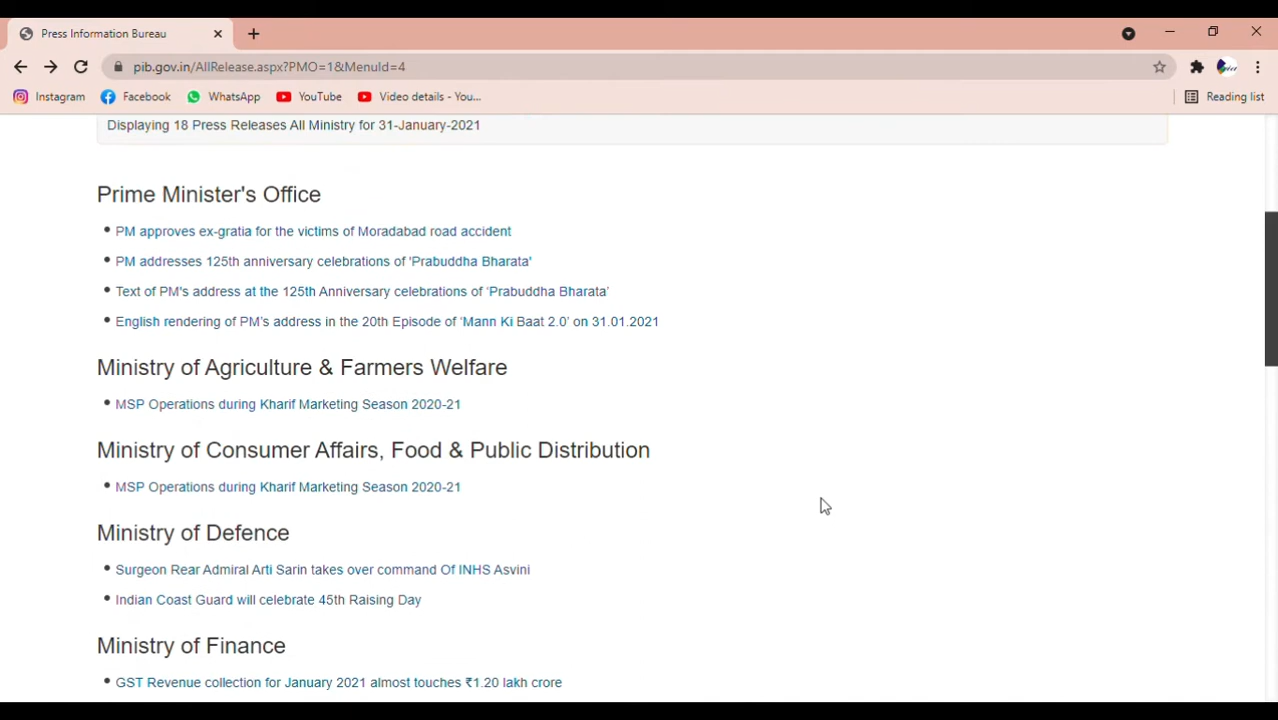 Press Information Bureau
pib.gov.in/AllRelease.aspx?PMO=1&MenuId=4
Instagram Facebook WhatsApp YouTube Video details - You... Reading list
Displaying 18 Press Releases All Ministry for 31-January-2021
Prime Minister's Office
PM approves ex-gratia for the victims of Moradabad road accident
PM addresses 125th anniversary celebrations of 'Prabuddha Bharata'
Text of PM's address at the 125th Anniversary celebrations of ‘Prabuddha Bharata’
English rendering of PM’s address in the 20th Episode of ‘Mann Ki Baat 2.0’ on 31.01.2021
Ministry of Agriculture & Farmers Welfare
MSP Operations during Kharif Marketing Season 2020-21
Ministry of Consumer Affairs, Food & Public Distribution
MSP Operations during Kharif Marketing Season 2020-21
Ministry of Defence
Surgeon Rear Admiral Arti Sarin takes over command Of INHS Asvini
Indian Coast Guard will celebrate 45th Raising Day
Ministry of Finance
GST Revenue collection for January 2021 almost touches ₹1.20 lakh crore